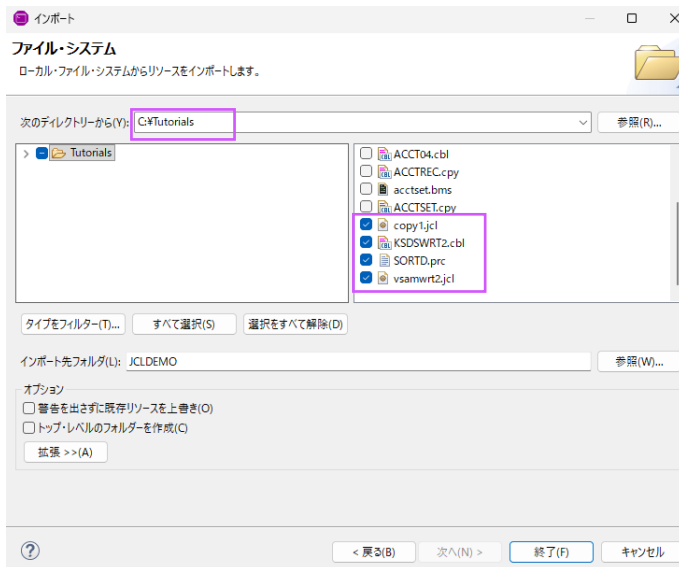 インポート
ファイル・システム
ローカル・ファイル・システムからリソースをインポートします。
次のディレクトリーから(Y): C:¥Tutorials 参照(R)...
Tutorials
ACCT04.cbl
ACCTREC.cpy
acctset.bms
ACCTSET.cpy
copy1.jcl
KSDSWRT2.cbl
SORTD.prc
vsamwrt2.jcl
タイプをフィルター(T)... すべて選択(S) 選択をすべて解除(D)
インポート先フォルダ(L): JCLDEMO 参照(W)...
オプション
警告を出さずに既存リソースを上書き(O)
トップ・レベルのフォルダーを作成(C)
拡張 >>(A)
< 戻る(B) 次へ(N) > 終了(F) キャンセル